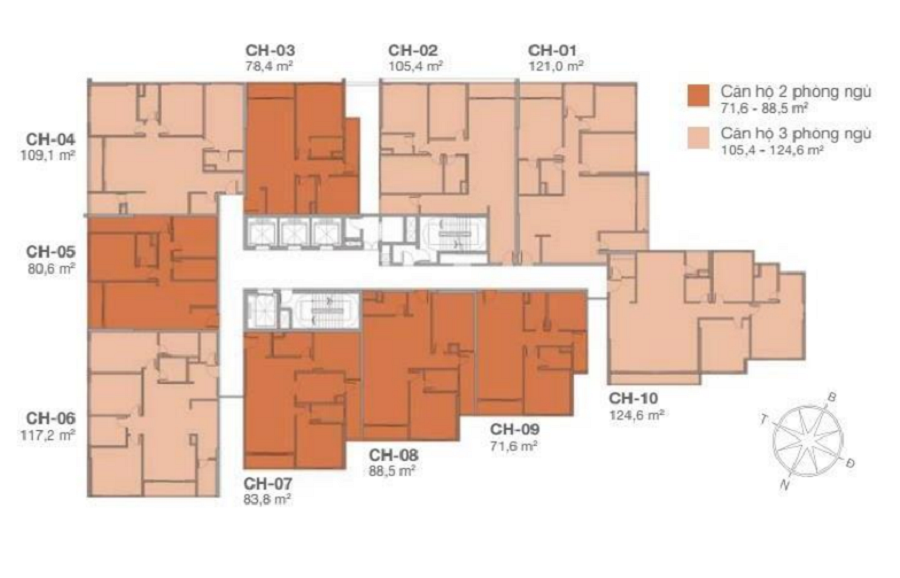 CH-03
78,4 m²
CH-02
105,4 m²
CH-01
121,0 m²
Căn hộ 2 phòng ngủ
71,6 - 88,5 m²
Căn hộ 3 phòng ngủ
105,4 - 124,6 m²
CH-04
109,1 m²
CH-05
80,6 m²
CH-06
117,2 m²
CH-07
83,8 m²
CH-08
88,5 m²
CH-09
71,6 m²
CH-10
124,6 m²
B
T
Đ
N